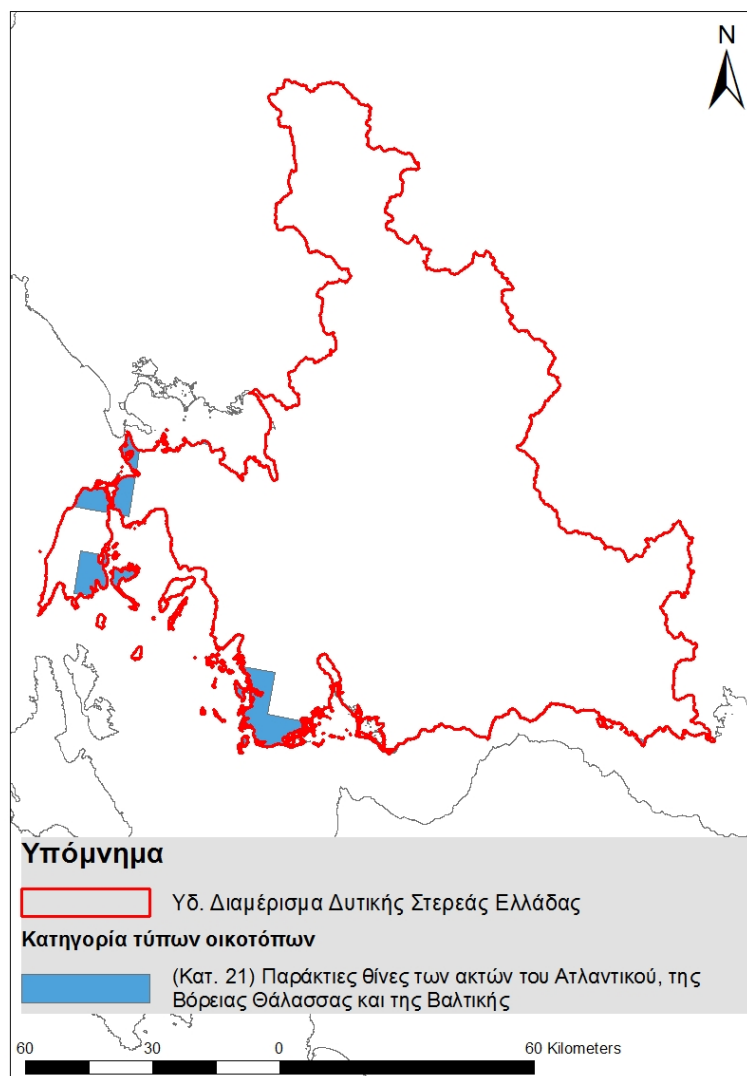 N
Υπόμνημα
Υδ. Διαμέρισμα Δυτικής Στερεάς Ελλάδας
Κατηγορία τύπων οικοτόπων
(Κατ. 21) Παράκτιες θίνες των ακτών του Ατλαντικού, της
Βόρειας Θάλασσας και της Βαλτικής
60 30 0 60 Kilometers